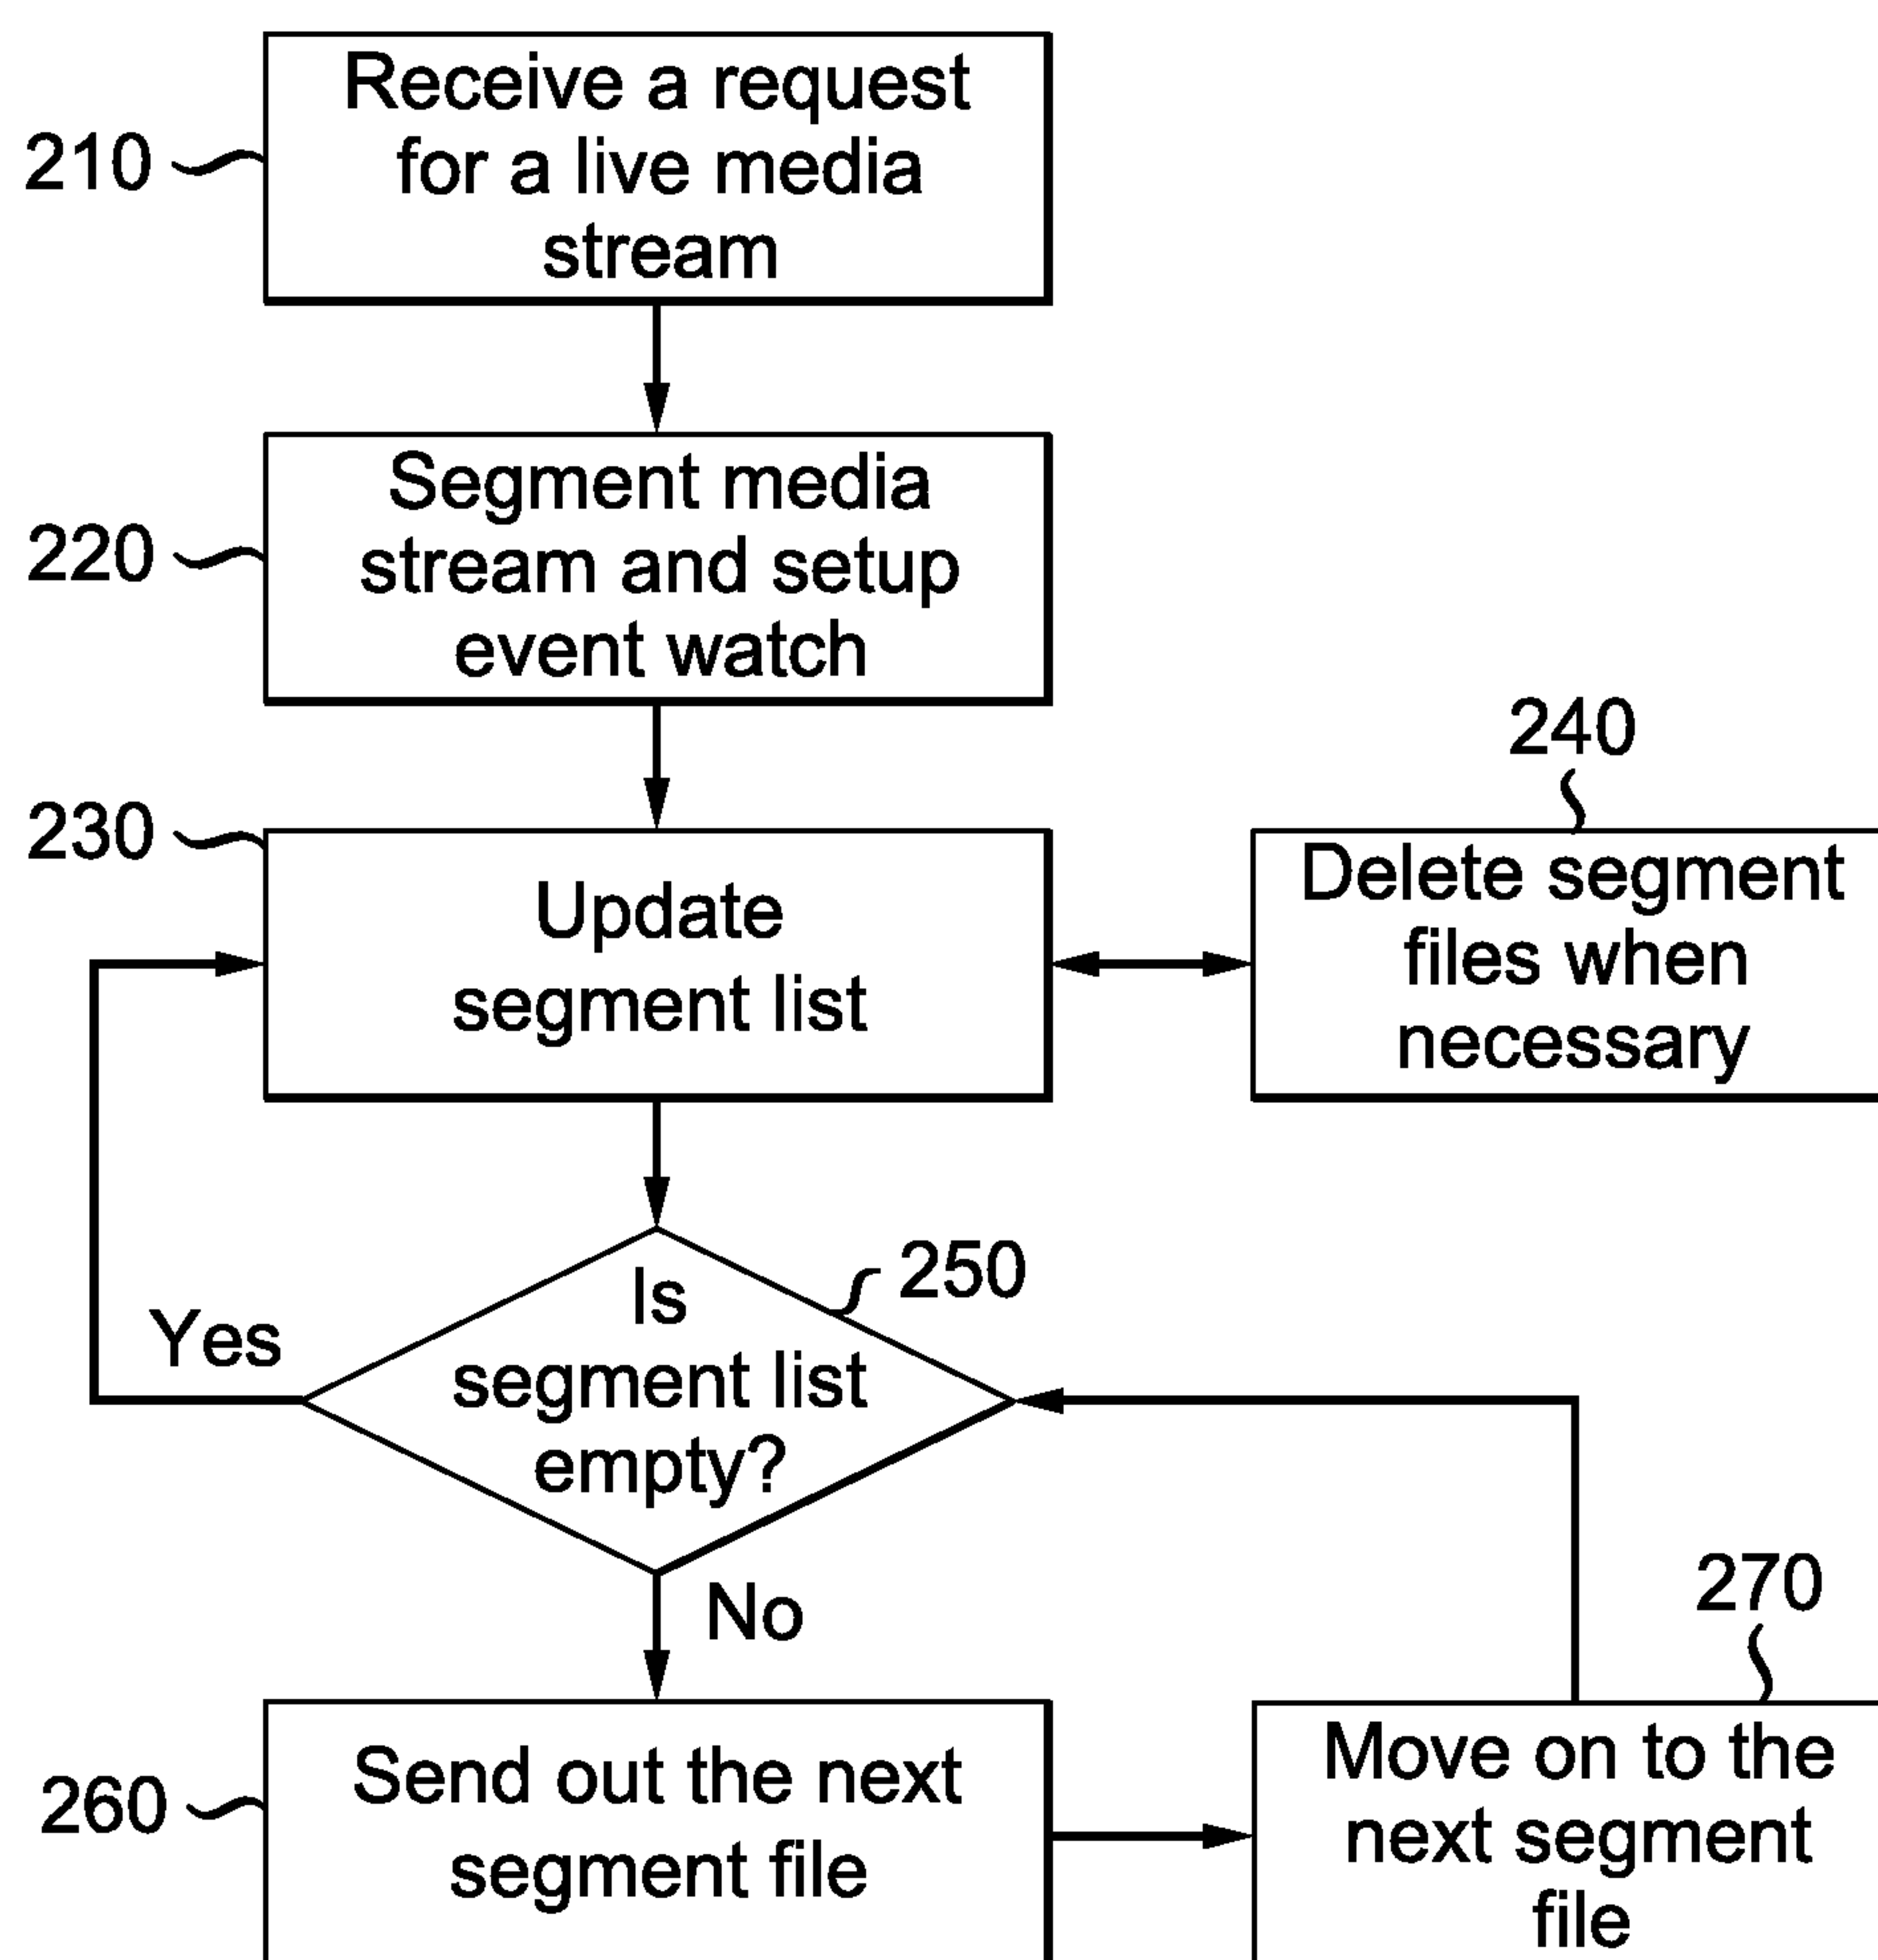 210
Receive a request
for a live media
stream
220
Segment media
stream and setup
event watch
230
Update
segment list
240
Delete segment
files when
necessary
250
Is
segment list
empty?
Yes
No
260
Send out the next
segment file
270
Move on to the
next segment
file